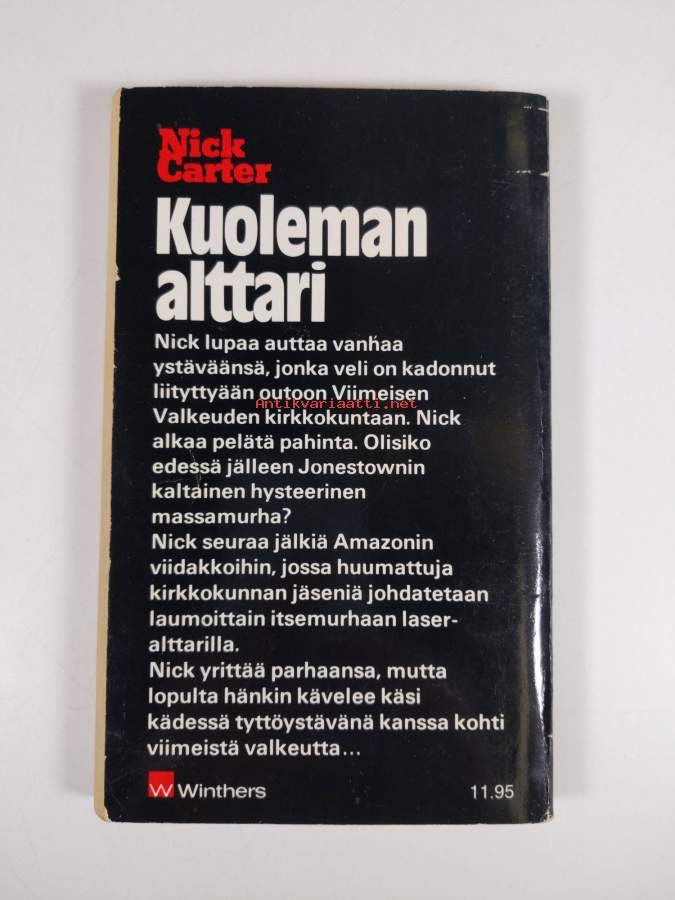 Nick
Carter
Kuoleman
alttari
Nick lupaa auttaa vanhaa
ystäväänsä, jonka veli on kadonnut
liityttyään outoon Viimeisen
Antikvariaatti.net
Valkeuden kirkkokuntaan. Nick
alkaa pelätä pahinta. Olisiko
edessä jälleen Jonestownin
kaltainen hysteerinen
massamurha?
Nick seuraa jälkiä Amazonin
viidakkoihin, jossa huumattuja
kirkkokunnan jäseniä johdatetaan
laumoittain itsemurhaan laser-
alttarilla.
Nick yrittää parhaansa, mutta
lopulta hänkin kävelee käsi
kädessä tyttöystävänä kanssa kohti
viimeistä valkeutta...
W Winthers
11.95